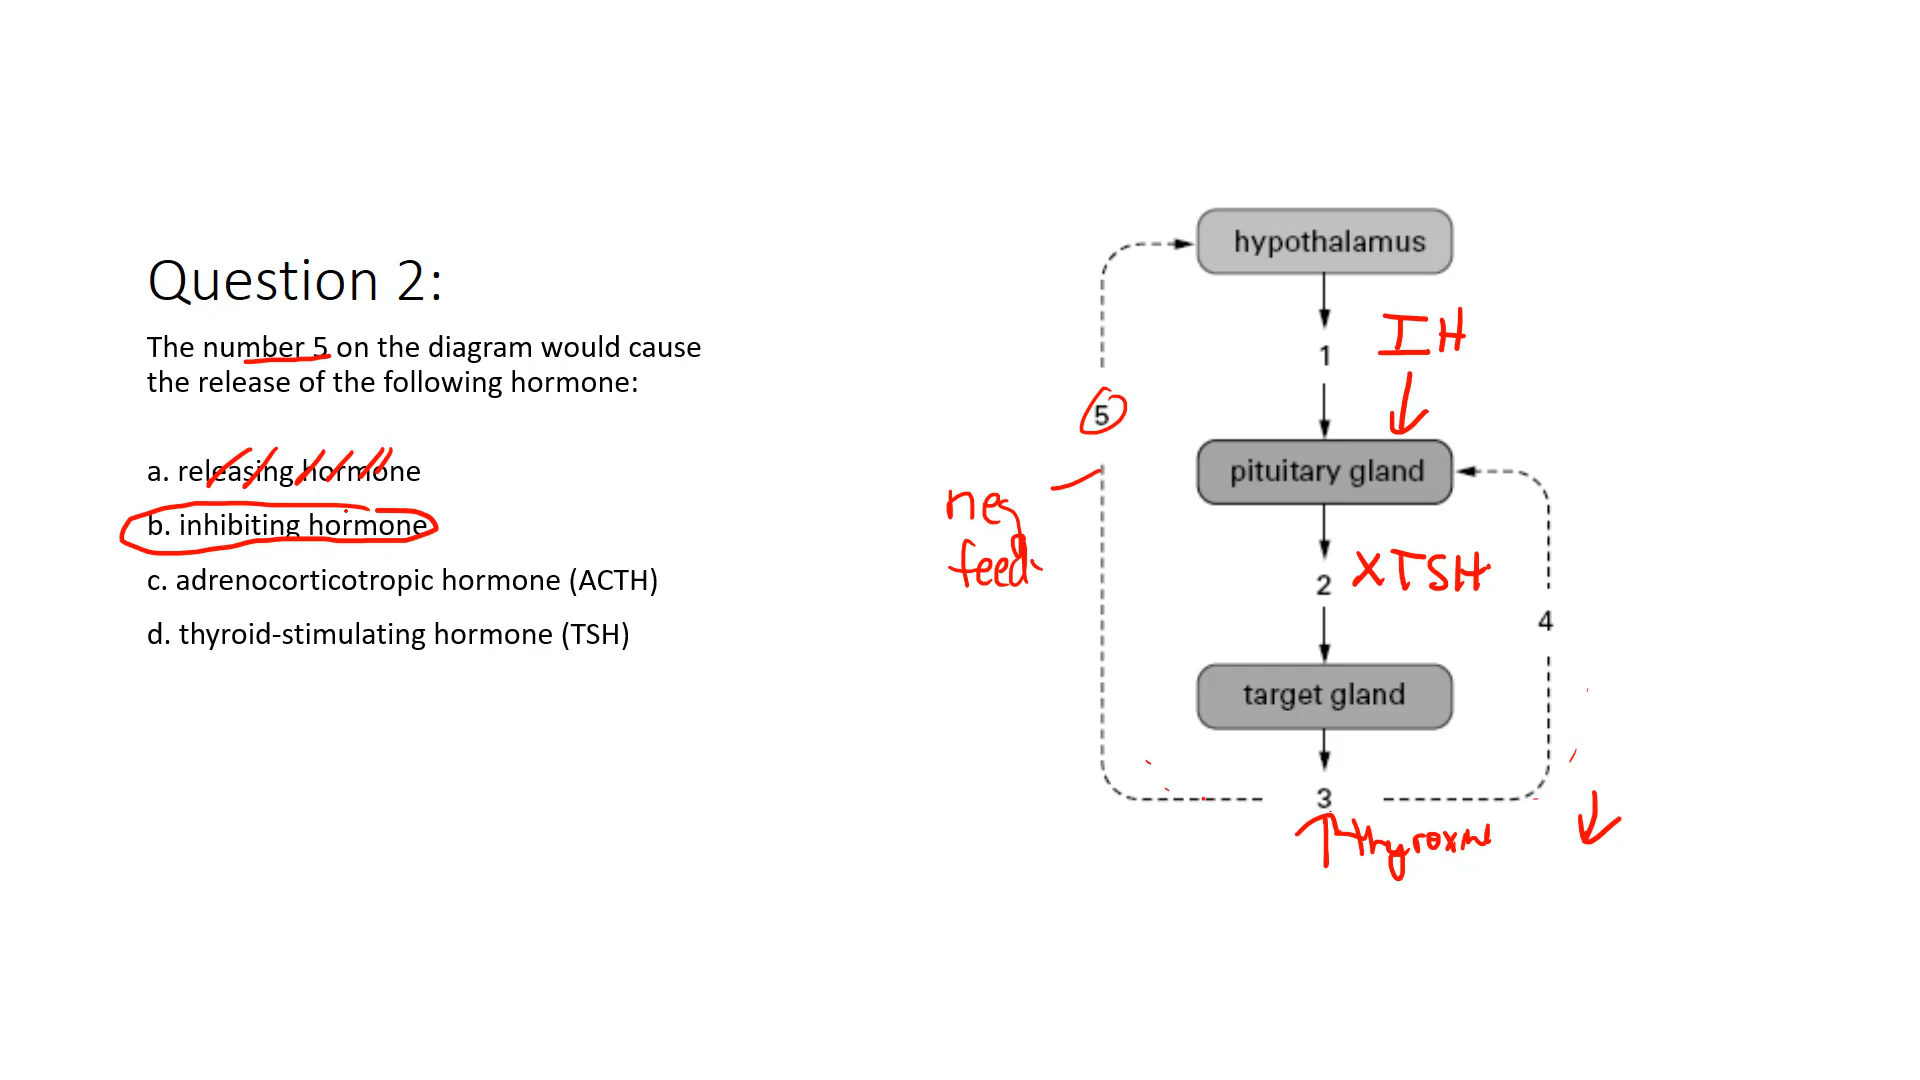 Question 2:
The number 5 on the diagram would cause
the release of the following hormone:
a. releasing hormone
b. inhibiting hormone
c. adrenocorticotropic hormone (ACTH)
d. thyroid-stimulating hormone (TSH)
hypothalamus
1
IH
5
pituitary gland
neg
feed
2
XTSH
4
target gland
3
thyroxine